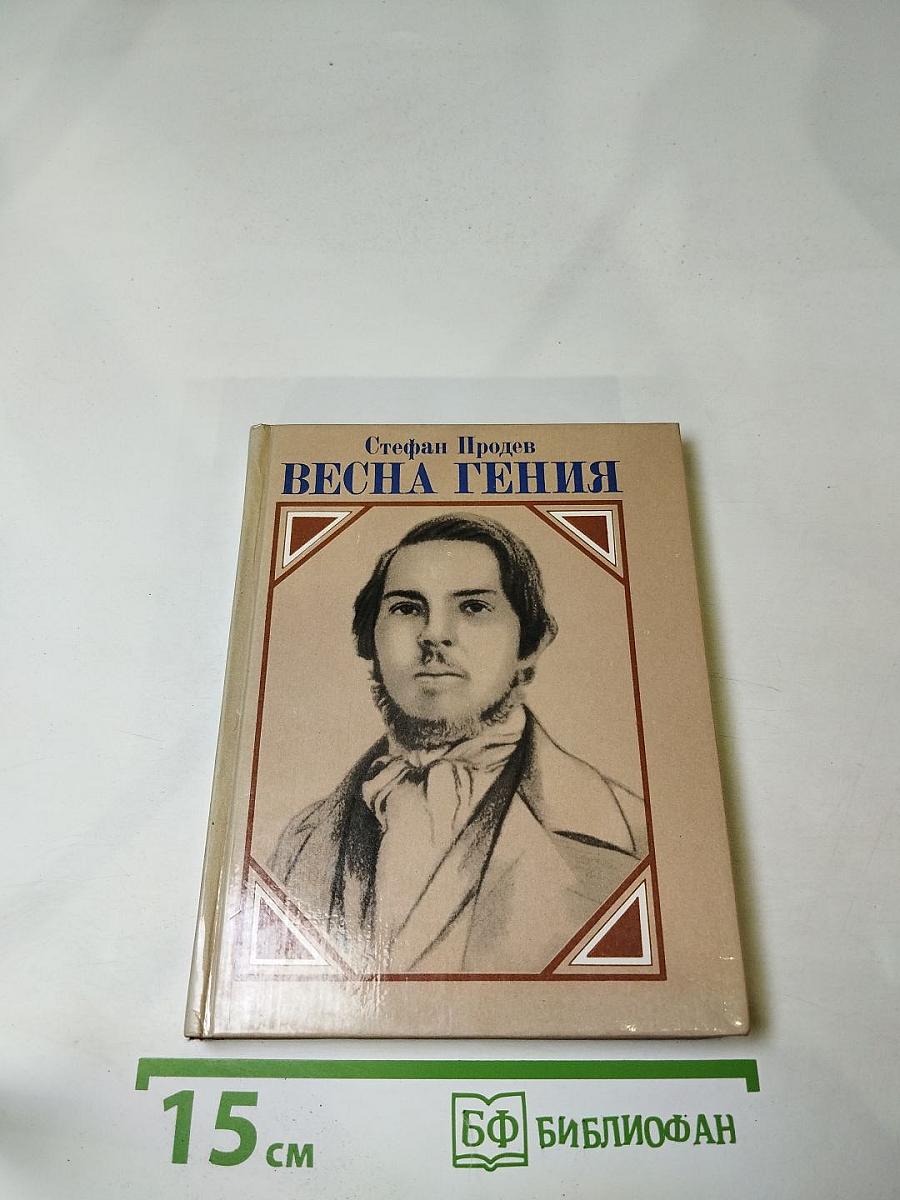 Стефан Продев
ВЕСНА ГЕНИЯ
15 см
БФ БИБЛИОФАН